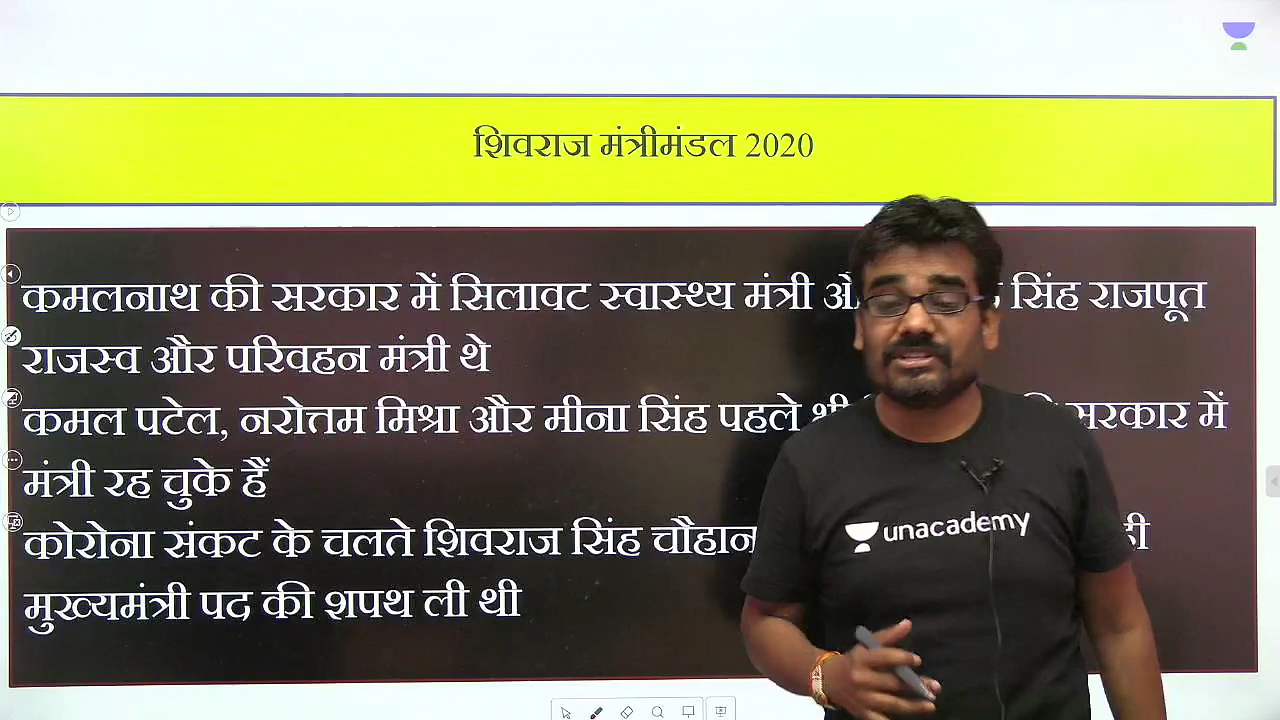 शिवराज मंत्रीमंडल 2020
कमलनाथ की सरकार में सिलावट स्वास्थ्य मंत्री सिंह राजपूत
राजस्व और परिवहन मंत्री थे
कमल पटेल, नरोत्तम मिश्रा और मीना सिंह पहले भी सरकार में
मंत्री रह चुके हैं
कोरोना संकट के चलते शिवराज सिंह चौहान
मुख्यमंत्री पद की शपथ ली थी
unacademy